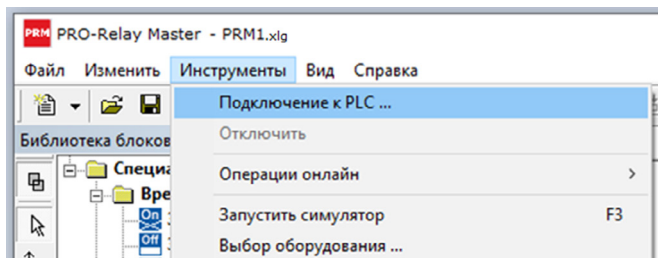 PRM PRO-Relay Master - PRM1.xlg
Файл Изменить Инструменты Вид Справка
Подключение к PLC ...
Библиотека блоков
Отключить
Операции онлайн
On
Запустить симулятор F3
Off
Выбор оборудования ...